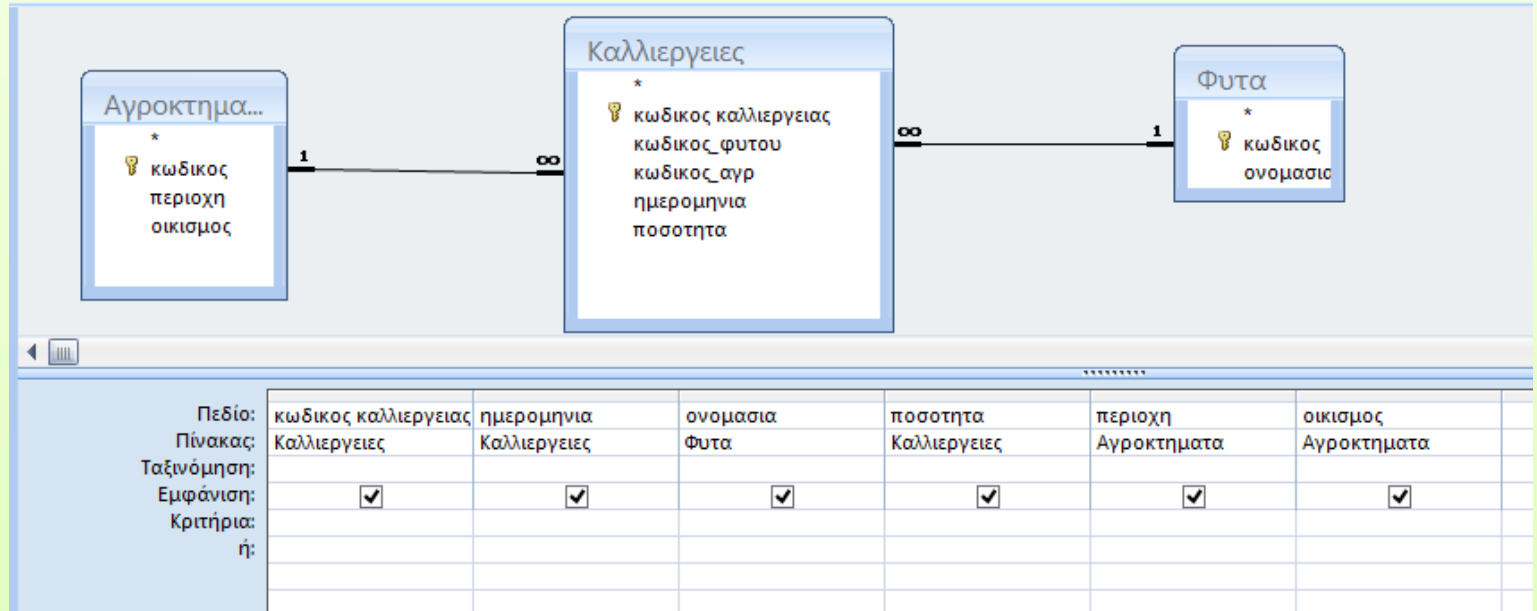 Καλλιεργειες
*
κωδικος καλλιεργειας
κωδικος_φυτου
κωδικος_αγρ
ημερομηνια
ποσοτητα
Αγροκτημα...
*
κωδικος
περιοχη
οικισμος
1
∞
∞
1
Φυτα
*
κωδικος
ονομασια
Πεδίο: κωδικος καλλιεργειας ημερομηνια ονομασια ποσοτητα περιοχη οικισμος
Πίνακας: Καλλιεργειες Καλλιεργειες Φυτα Καλλιεργειες Αγροκτηματα Αγροκτηματα
Ταξινόμηση:
Εμφάνιση:
Κριτήρια:
ή: